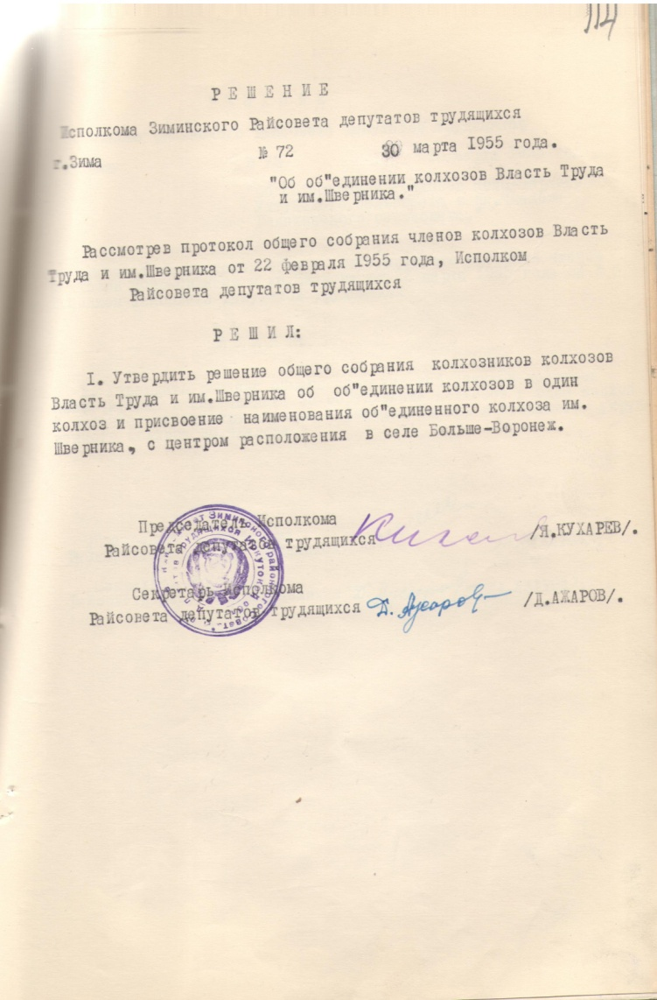 114
РЕШЕНИЕ
Исполкома Зиминского Райсовета депутатов трудящихся
г.Зима № 72 30 марта 1955 года.
"Об об"единении колхозов Власть Труда
и им.Шверника."
Рассмотрев протокол общего собрания членов колхозов Власть
Труда и им.Шверника от 22 февраля 1955 года, Исполком
Райсовета депутатов трудящихся
РЕШИЛ:
I. Утвердить решение общего собрания колхозников колхозов
Власть Труда и им.Шверника об об"единении колхозов в один
колхоз и присвоение наименования об"единенного колхоза им.
Шверника, с центром расположения в селе Больше-Воронеж.
Председатель Исполкома
Райсовета депутатов трудящихся /Я.КУХАРЕВ/.
Секретарь Исполкома
Райсовета депутатов трудящихся Д. Ажаров /Д.АЖАРОВ/.